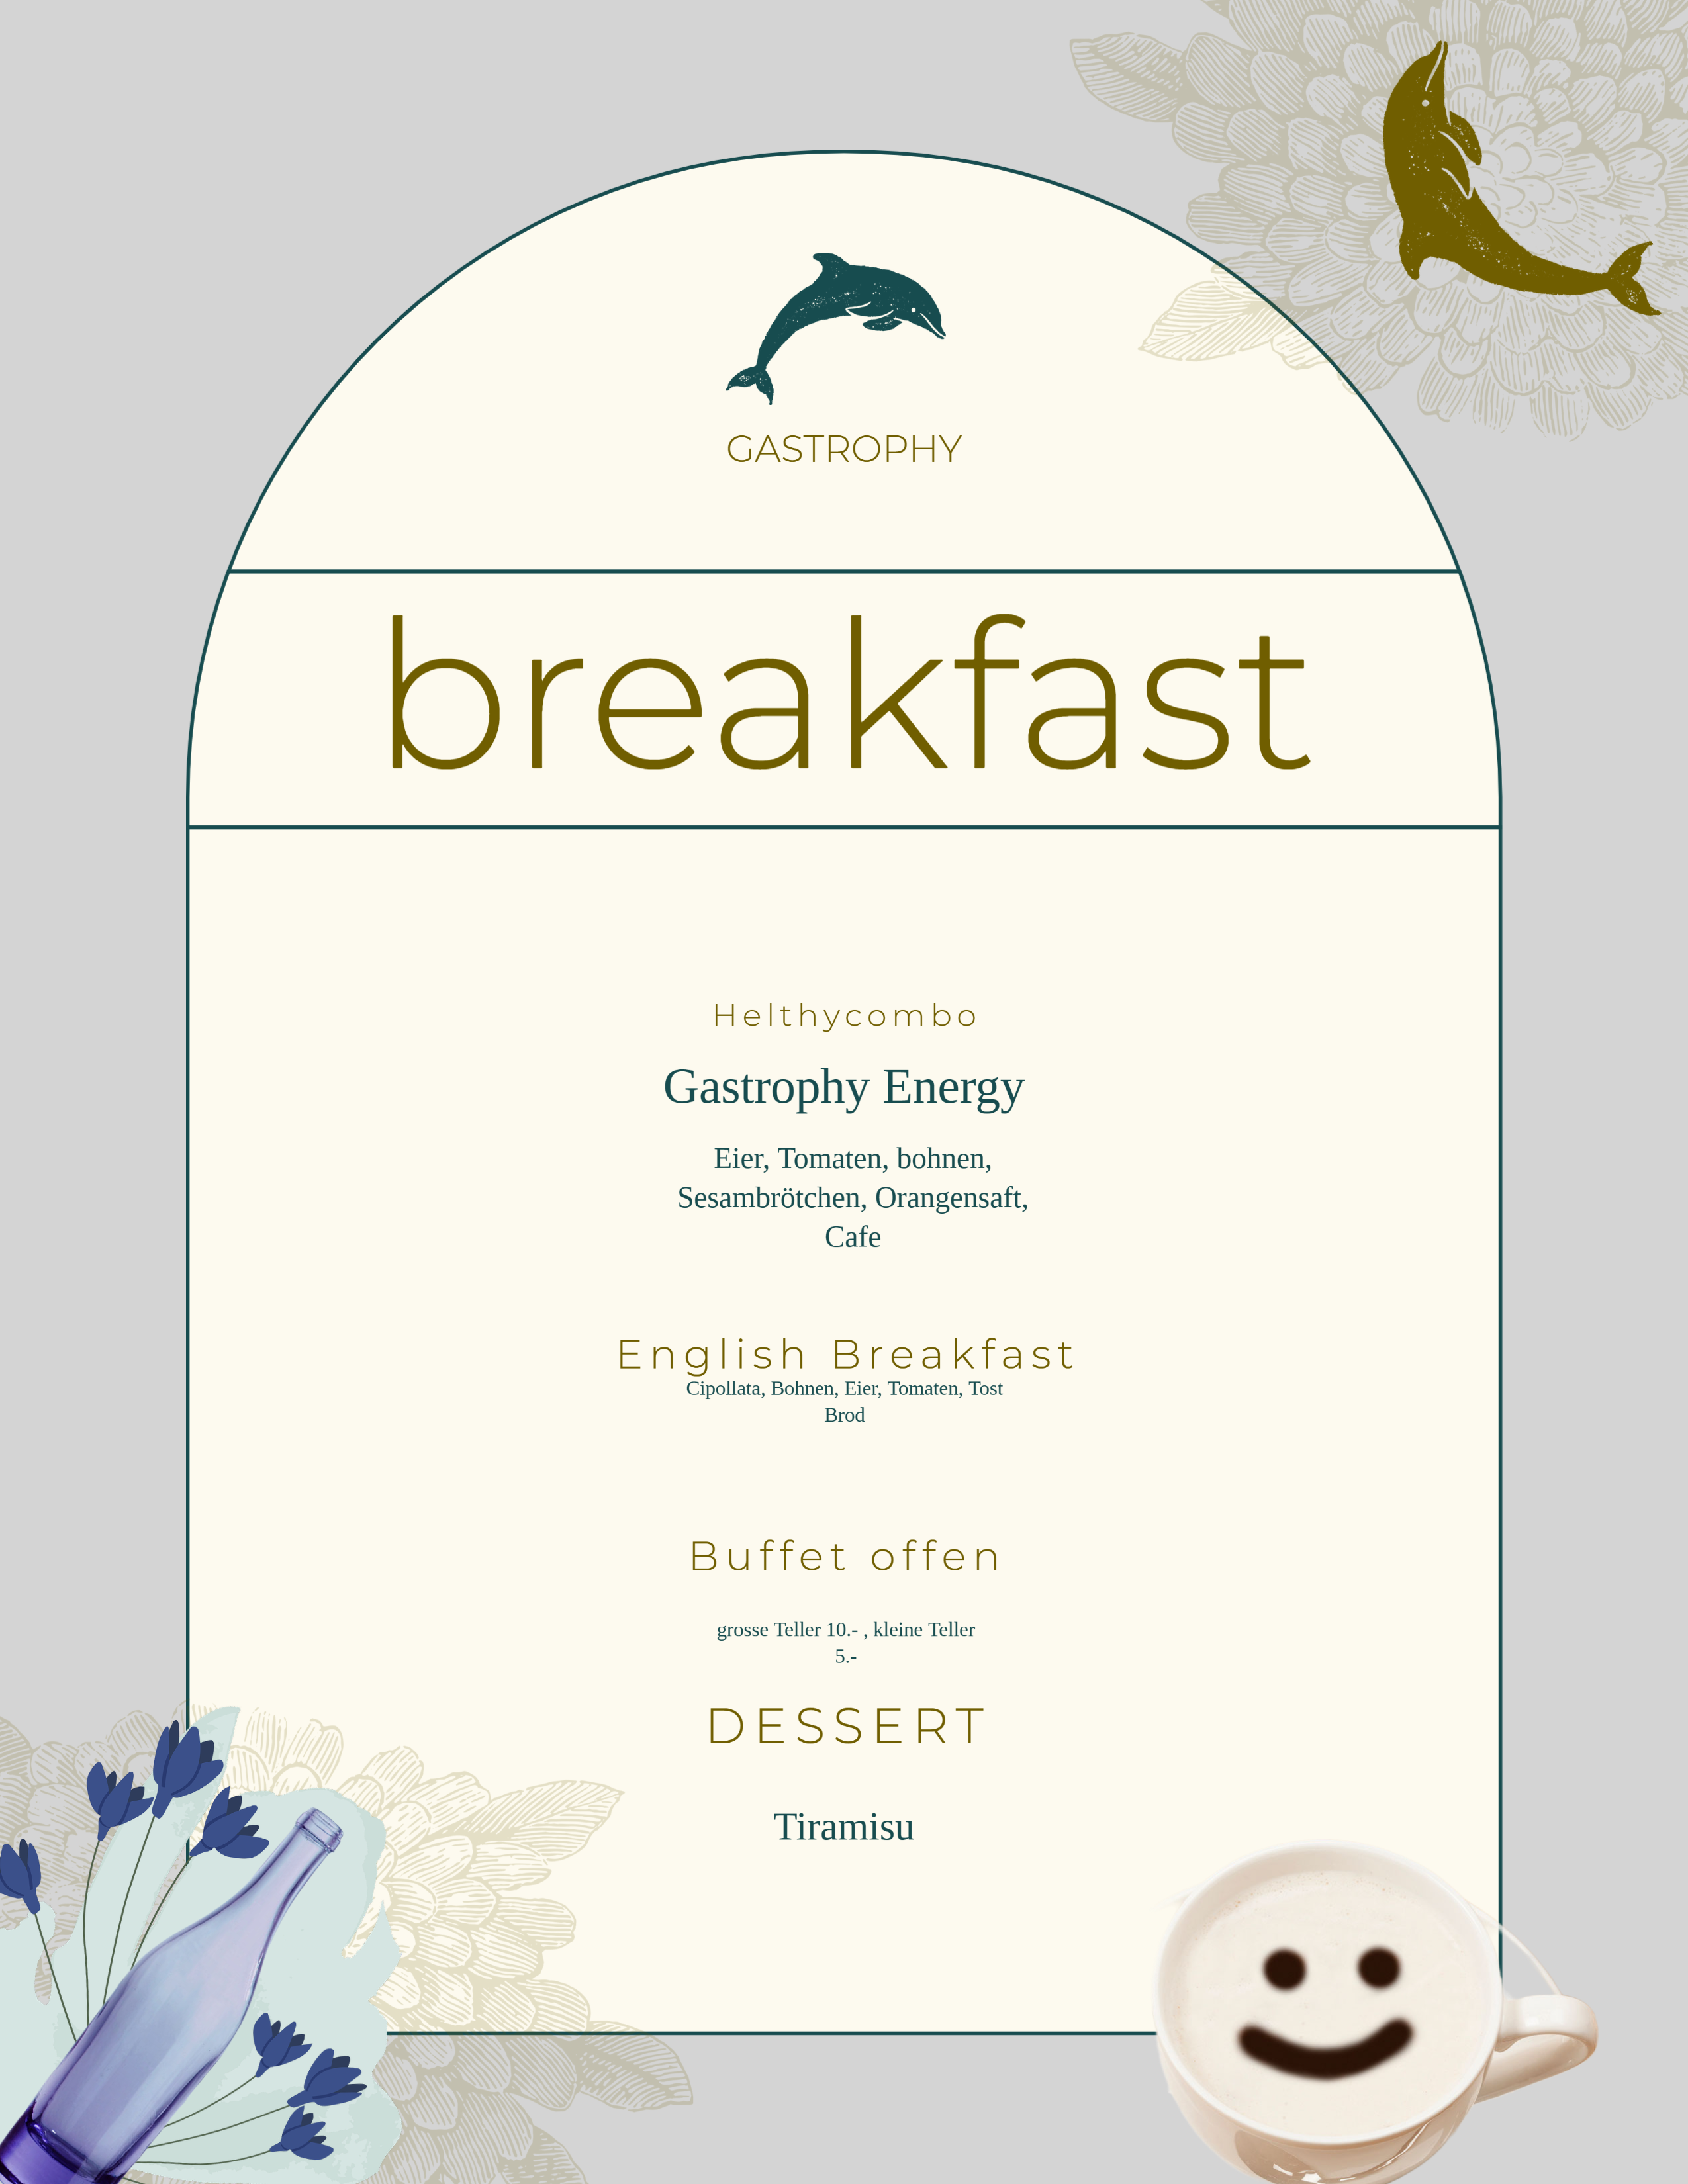 GASTROPHY
breakfast
Helthycombo
Gastrophy Energy
Eier, Tomaten, bohnen,
Sesambrötchen, Orangensaft,
Cafe
English Breakfast
Cipollata, Bohnen, Eier, Tomaten, Tost
Brod
Buffet offen
grosse Teller 10.- , kleine Teller
5.-
DESSERT
Tiramisu